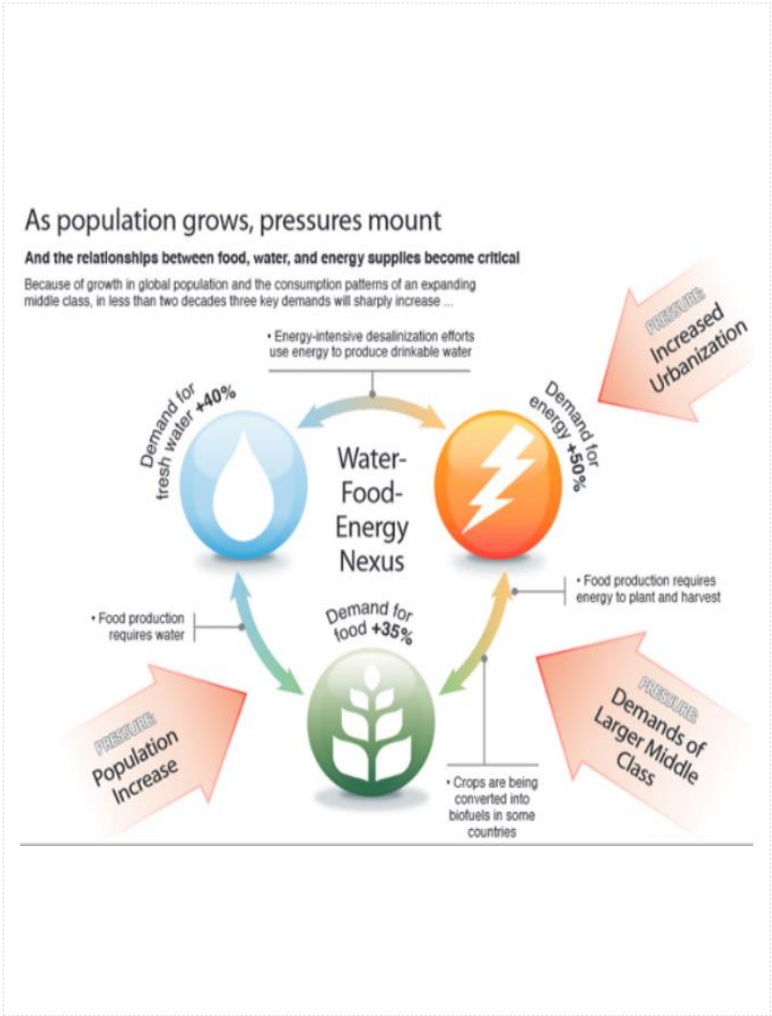 As population grows, pressures mount
And the relationships between food, water, and energy supplies become critical
Because of growth in global population and the consumption patterns of an expanding
middle class, in less than two decades three key demands will sharply increase ...
• Energy-intensive desalinization efforts
use energy to produce drinkable water
PRESSURE:
Increased
Urbanization
Demand for
fresh water +40%
Demand for
energy +50%
Water-
Food-
Energy
Nexus
• Food production requires
energy to plant and harvest
• Food production
requires water
Demand for
food +35%
PRESSURE:
Population
Increase
PRESSURE:
Demands of
Larger Middle
Class
• Crops are being
converted into
biofuels in some
countries